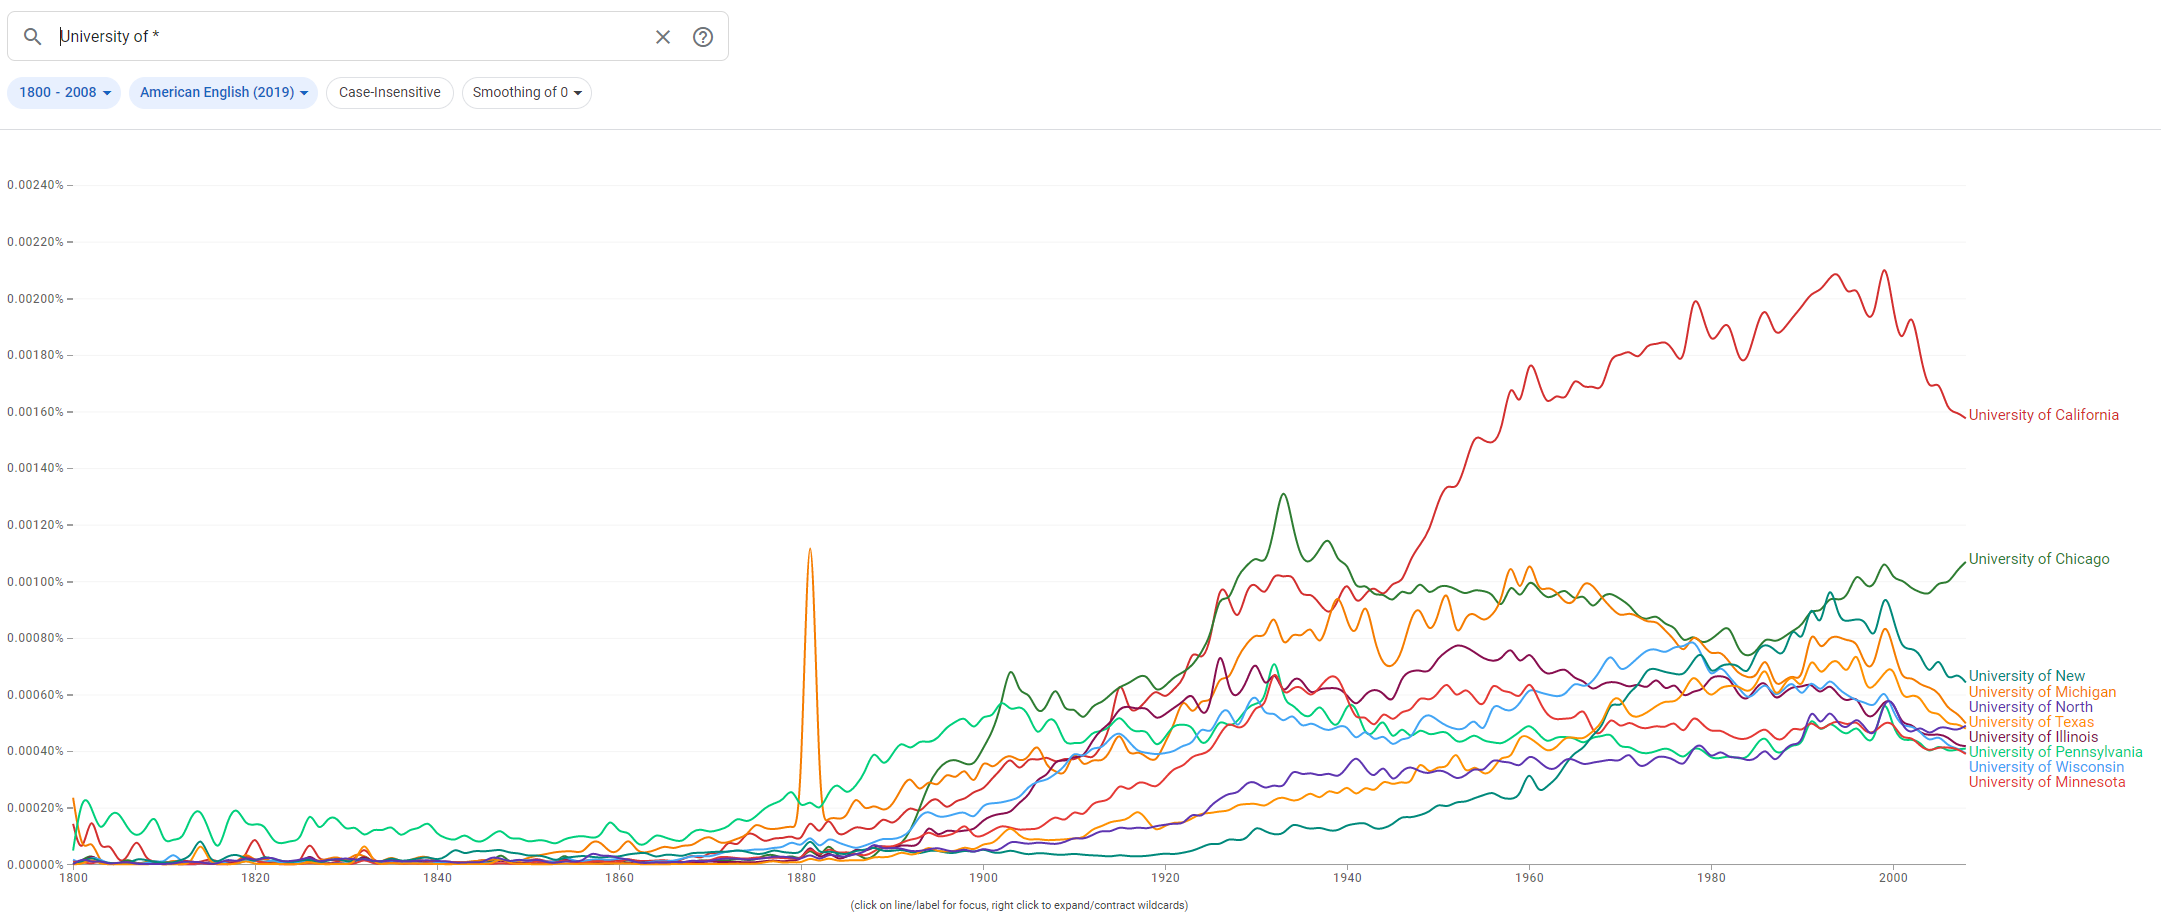 University of *
1800 - 2008 American English (2019) Case-Insensitive Smoothing of 0
0.00240%
0.00220%
0.00200%
0.00180%
0.00160%
0.00140%
0.00120%
0.00100%
0.00080%
0.00060%
0.00040%
0.00020%
0.00000%
University of California
University of Chicago
University of New
University of Michigan
University of North
University of Texas
University of Illinois
University of Pennsylvania
University of Wisconsin
University of Minnesota
1800 1820 1840 1860 1880 1900 1920 1940 1960 1980 2000
(click on line/label for focus, right click to expand/contract wildcards)